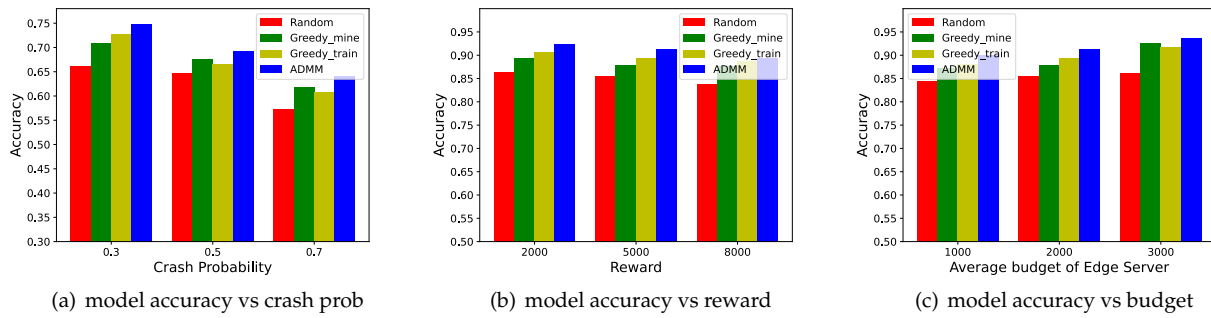 0.75
0.70
0.65
0.60
0.55
0.50
0.45
0.40
0.35
0.30
Accuracy
Random
Greedy_mine
Greedy_train
ADMM
0.3
0.5
0.7
Crash Probability
(a) model accuracy vs crash prob
0.95
0.90
0.85
0.80
0.75
0.70
0.65
0.60
0.55
0.50
Accuracy
Random
Greedy_mine
Greedy_train
ADMM
2000
5000
8000
Reward
(b) model accuracy vs reward
0.95
0.90
0.85
0.80
0.75
0.70
0.65
0.60
0.55
0.50
Accuracy
Random
Greedy_mine
Greedy_train
ADMM
1000
2000
3000
Average budget of Edge Server
(c) model accuracy vs budget